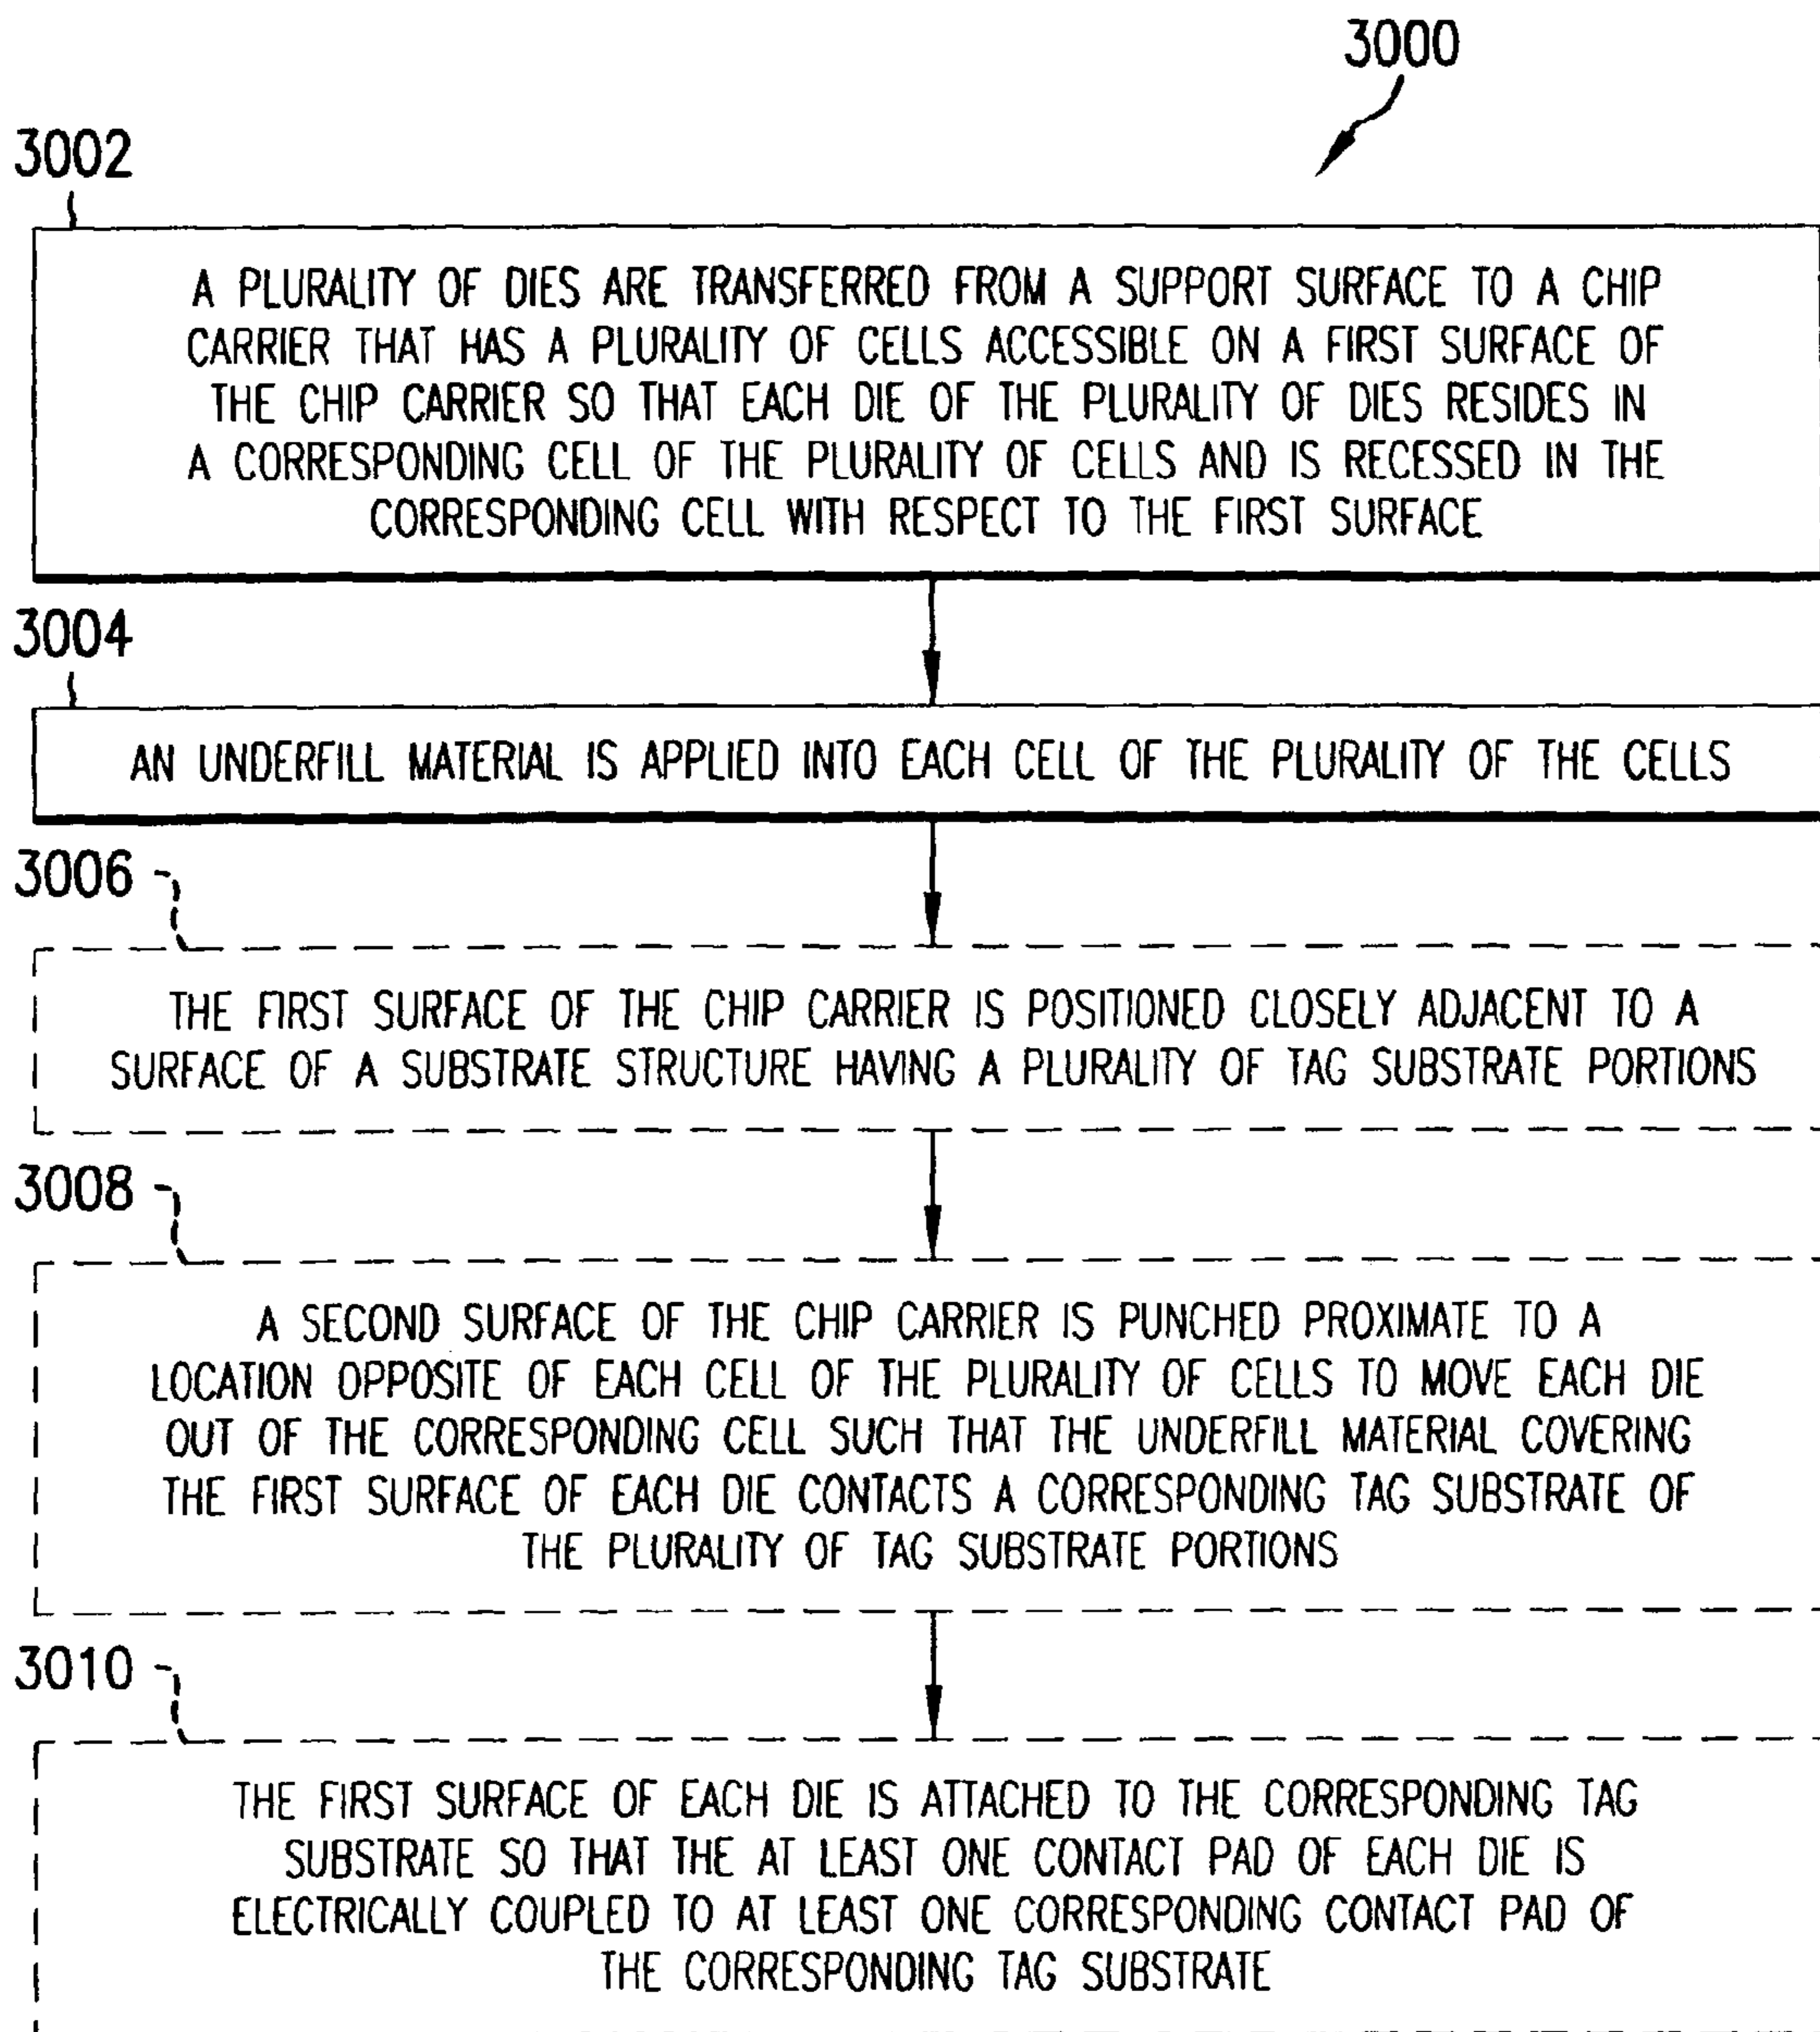 3000
3002
A PLURALITY OF DIES ARE TRANSFERRED FROM A SUPPORT SURFACE TO A CHIP
CARRIER THAT HAS A PLURALITY OF CELLS ACCESSIBLE ON A FIRST SURFACE OF
THE CHIP CARRIER SO THAT EACH DIE OF THE PLURALITY OF DIES RESIDES IN
A CORRESPONDING CELL OF THE PLURALITY OF CELLS AND IS RECESSED IN THE
CORRESPONDING CELL WITH RESPECT TO THE FIRST SURFACE
3004
AN UNDERFILL MATERIAL IS APPLIED INTO EACH CELL OF THE PLURALITY OF THE CELLS
3006
THE FIRST SURFACE OF THE CHIP CARRIER IS POSITIONED CLOSELY ADJACENT TO A
SURFACE OF A SUBSTRATE STRUCTURE HAVING A PLURALITY OF TAG SUBSTRATE PORTIONS
3008
A SECOND SURFACE OF THE CHIP CARRIER IS PUNCHED PROXIMATE TO A
LOCATION OPPOSITE OF EACH CELL OF THE PLURALITY OF CELLS TO MOVE EACH DIE
OUT OF THE CORRESPONDING CELL SUCH THAT THE UNDERFILL MATERIAL COVERING
THE FIRST SURFACE OF EACH DIE CONTACTS A CORRESPONDING TAG SUBSTRATE OF
THE PLURALITY OF TAG SUBSTRATE PORTIONS
3010
THE FIRST SURFACE OF EACH DIE IS ATTACHED TO THE CORRESPONDING TAG
SUBSTRATE SO THAT THE AT LEAST ONE CONTACT PAD OF EACH DIE IS
ELECTRICALLY COUPLED TO AT LEAST ONE CORRESPONDING CONTACT PAD OF
THE CORRESPONDING TAG SUBSTRATE